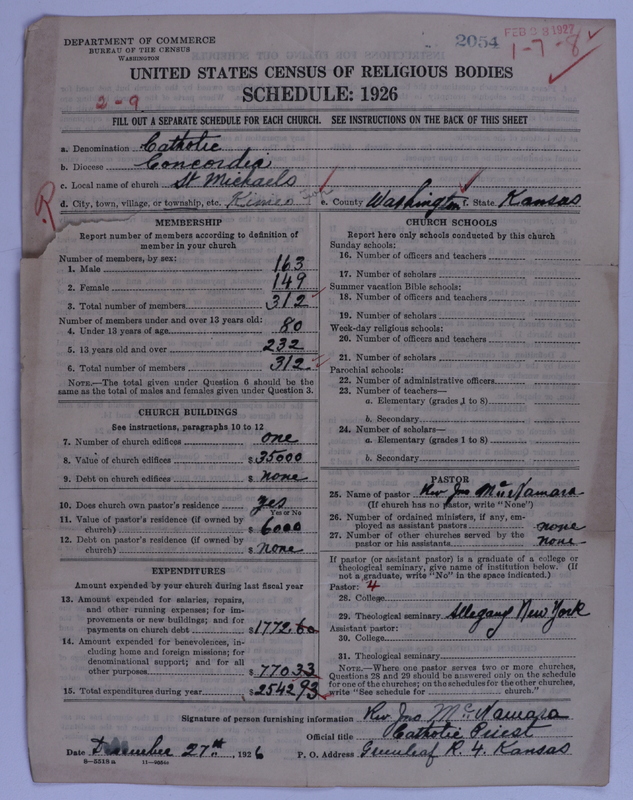 DEPARTMENT OF COMMERCE
BUREAU OF THE CENSUS
WASHINGTON
2054
FEB 28 1927
1-7-8
UNITED STATES CENSUS OF RELIGIOUS BODIES
SCHEDULE: 1926
2-9
FILL OUT A SEPARATE SCHEDULE FOR EACH CHURCH. SEE INSTRUCTIONS ON THE BACK OF THIS SHEET
a. Denomination Catholic
b. Diocese Concordia
c. Local name of church St Michaels
d. City, town, village, or township, etc. Kimeo e. County Washington f. State Kansas
R
MEMBERSHIP
Report number of members according to definition of
member in your church
Number of members, by sex:
1. Male 163
2. Female 149
3. Total number of members 312
Number of members under and over 13 years old:
4. Under 13 years of age 80
5. 13 years old and over 232
6. Total number of members 312
NOTE.—The total given under Question 6 should be the
same as the total of males and females given under Question 3.
CHURCH BUILDINGS
See instructions, paragraphs 10 to 12
7. Number of church edifices one
8. Value of church edifices $35000
9. Debt on church edifices $none
10. Does church own pastor's residence? yes
Yes or No
11. Value of pastor's residence (if owned by
church) $6000
12. Debt on pastor's residence (if owned by
church) $none
EXPENDITURES
Amount expended by your church during last fiscal year
13. Amount expended for salaries, repairs,
and other running expenses; for im-
provements or new buildings; and for
payments on church debt $1772.60
14. Amount expended for benevolences, in-
cluding home and foreign missions; for
denominational support; and for all
other purposes $770 33
15. Total expenditures during year $2542 93
CHURCH SCHOOLS
Report here only schools conducted by this church
Sunday schools:
16. Number of officers and teachers
17. Number of scholars
Summer vacation Bible schools:
18. Number of officers and teachers
19. Number of scholars
Week-day religious schools:
20. Number of officers and teachers
21. Number of scholars
Parochial schools:
22. Number of administrative officers
23. Number of teachers—
a. Elementary (grades 1 to 8)
b. Secondary
24. Number of scholars—
a. Elementary (grades 1 to 8)
b. Secondary
PASTOR
25. Name of pastor Rev Jno McNamara
(If church has no pastor, write "None")
26. Number of ordained ministers, if any, em-
ployed as assistant pastors none
27. Number of other churches served by the
pastor or his assistants none
If pastor (or assistant pastor) is a graduate of a college or
theological seminary, give name of institution below. (If
not a graduate, write "No" in the space indicated.)
Pastor: 4
28. College
29. Theological seminary Allegany New York
Assistant pastor:
30. College
31. Theological seminary
NOTE.—Where one pastor serves two or more churches,
Questions 28 and 29 should be answered only on the schedule
for one of the churches; on the schedules for the other churches,
write "See schedule for church."
Signature of person furnishing information Rev. Jno McNamara
Official title Catholic Priest
Date December 27th, 1926 P. O. Address Greenleaf R. 4. Kansas
8-5518a 11-9556